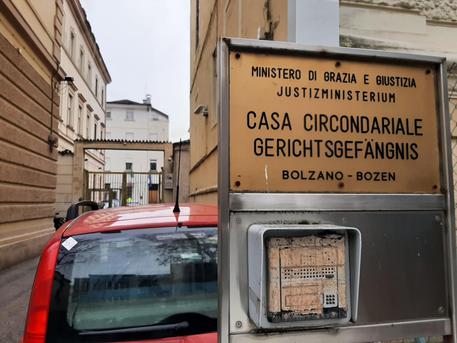 MINISTERO DI GRAZIA E GIUSTIZIA
JUSTIZMINISTERIUM
CASA CIRCONDARIALE
GERICHTSGEFÄNGNIS
BOLZANO - BOZEN